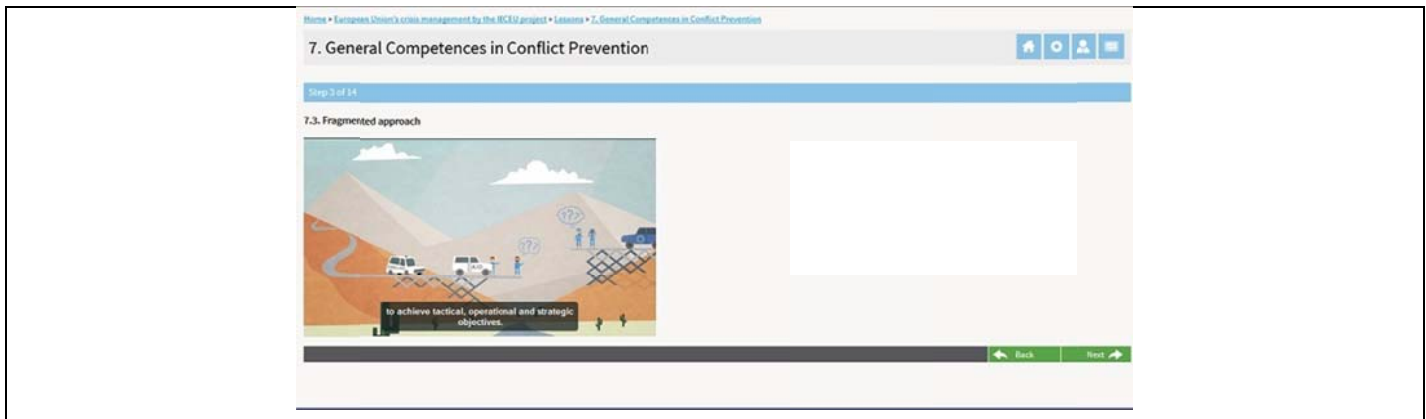 Home • European Union's crisis management by the IECEU project • Lessons • 7. General Competences in Conflict Prevention
7. General Competences in Conflict Prevention
Step 3 of 14
7.3. Fragmented approach
???
???
to achieve tactical, operational and strategic
objectives.
Back
Next